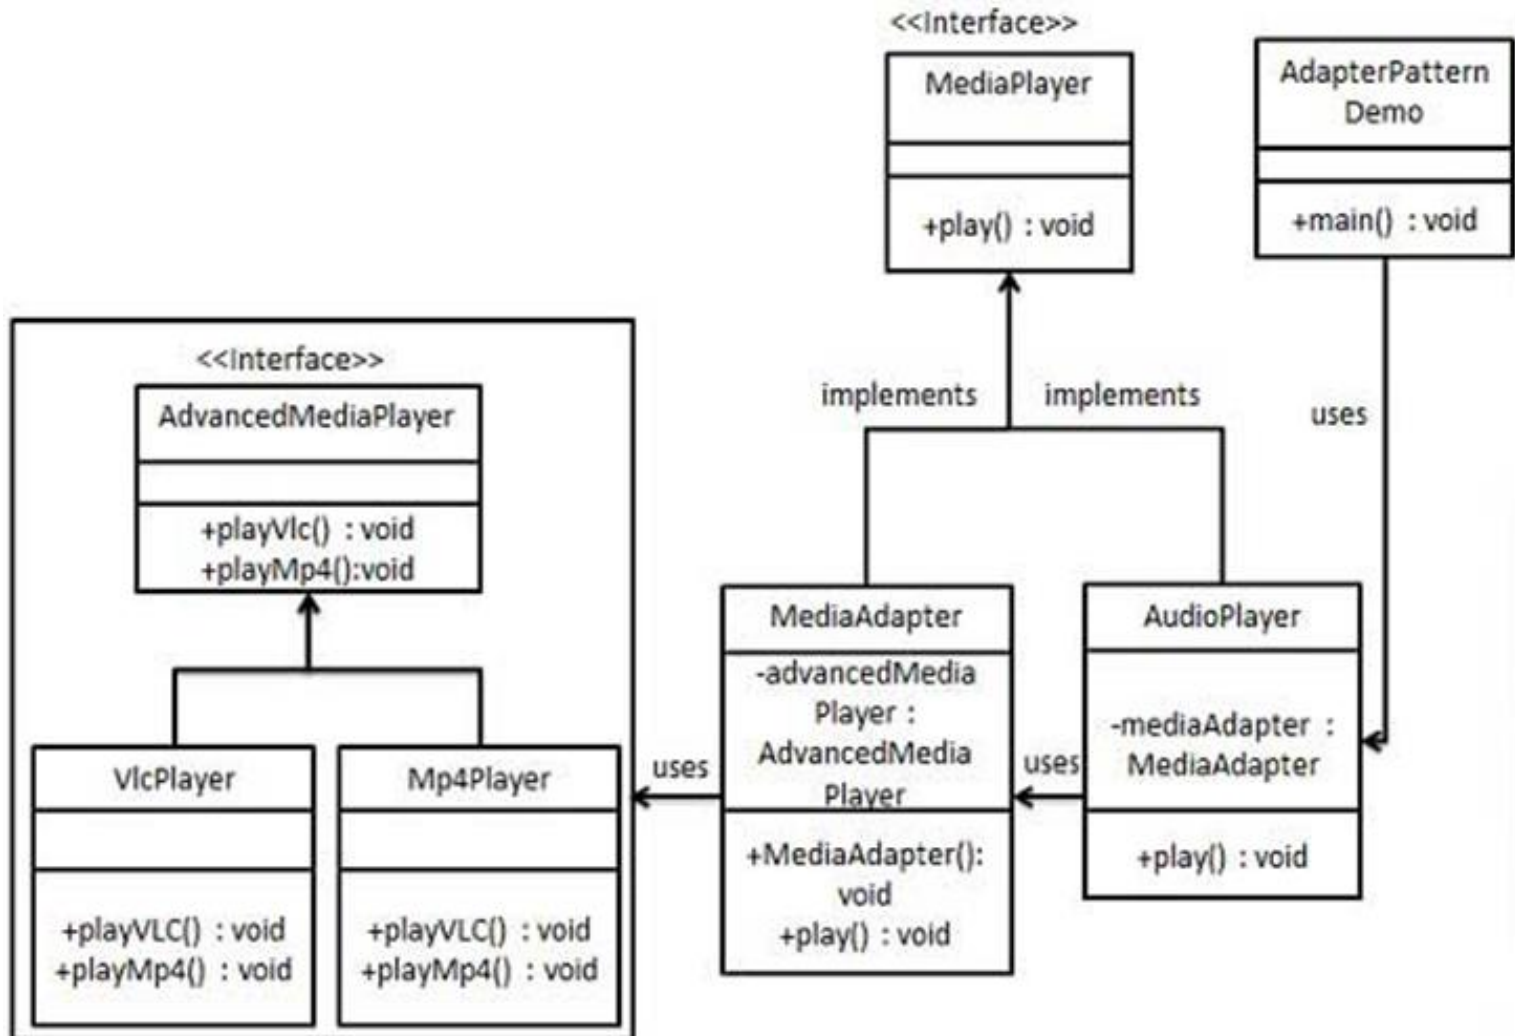 <<Interface>>
MediaPlayer
+play() : void
AdapterPattern
Demo
+main() : void
implements
implements
uses
<<Interface>>
AdvancedMediaPlayer
+playVlc() : void
+playMp4():void
VlcPlayer
+playVLC() : void
+playMp4() : void
Mp4Player
+playVLC() : void
+playMp4() : void
uses
MediaAdapter
-advancedMedia
Player :
AdvancedMedia
Player
+MediaAdapter():
void
+play() : void
uses
AudioPlayer
-mediaAdapter :
MediaAdapter
+play() : void